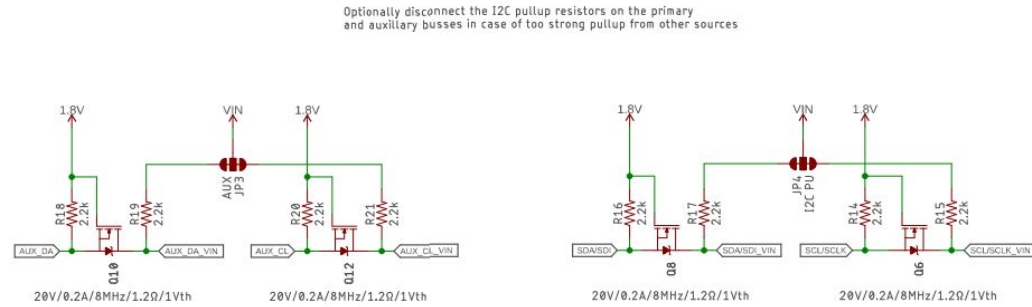 Optionally disconnect the I2C pullup resistors on the primary
and auxillary busses in case of too strong pullup from other sources
1.8V VIN 1.8V 1.8V VIN 1.8V
AUX JP3 JP4 I2C PU
R18 2.2k R19 2.2k R20 2.2k R21 2.2k R16 2.2k R17 2.2k R14 2.2k R15 2.2k
AUX_DA AUX_DA_VIN AUX_CL AUX_CL_VIN SDA/SDI SDA/SDI_VIN SCL/SCLK SCL/SCLK_VIN
Q10 Q12 Q8 Q6
20V/0.2A/8MHz/1.2Ω/1Vth 20V/0.2A/8MHz/1.2Ω/1Vth 20V/0.2A/8MHz/1.2Ω/1Vth 20V/0.2A/8MHz/1.2Ω/1Vth